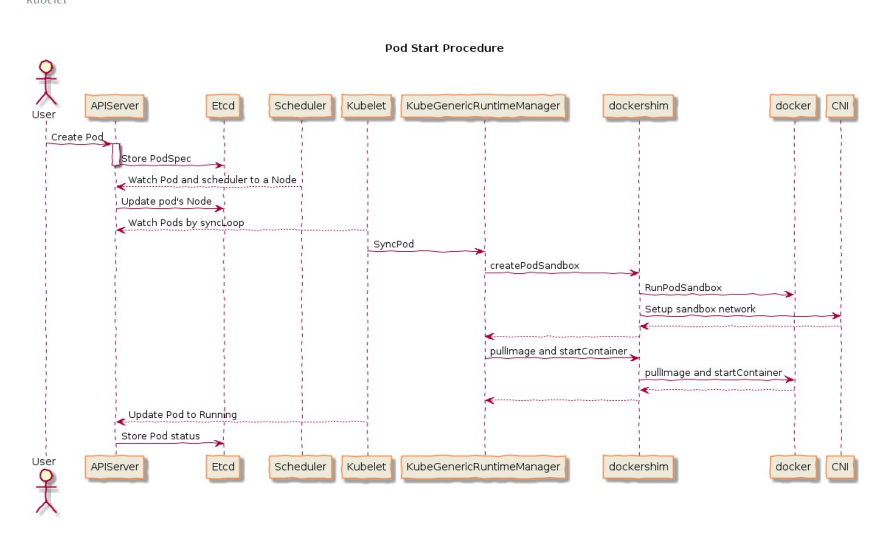 Kubelet
Pod Start Procedure
User
APIServer
Etcd
Scheduler
Kubelet
KubeGenericRuntimeManager
dockershim
docker
CNI
Create Pod
Store PodSpec
Watch Pod and scheduler to a Node
Update pod's Node
Watch Pods by syncLoop
SyncPod
createPodSandbox
RunPodSandbox
Setup sandbox network
pullImage and startContainer
pullImage and startContainer
Update Pod to Running
Store Pod status
User
APIServer
Etcd
Scheduler
Kubelet
KubeGenericRuntimeManager
dockershim
docker
CNI